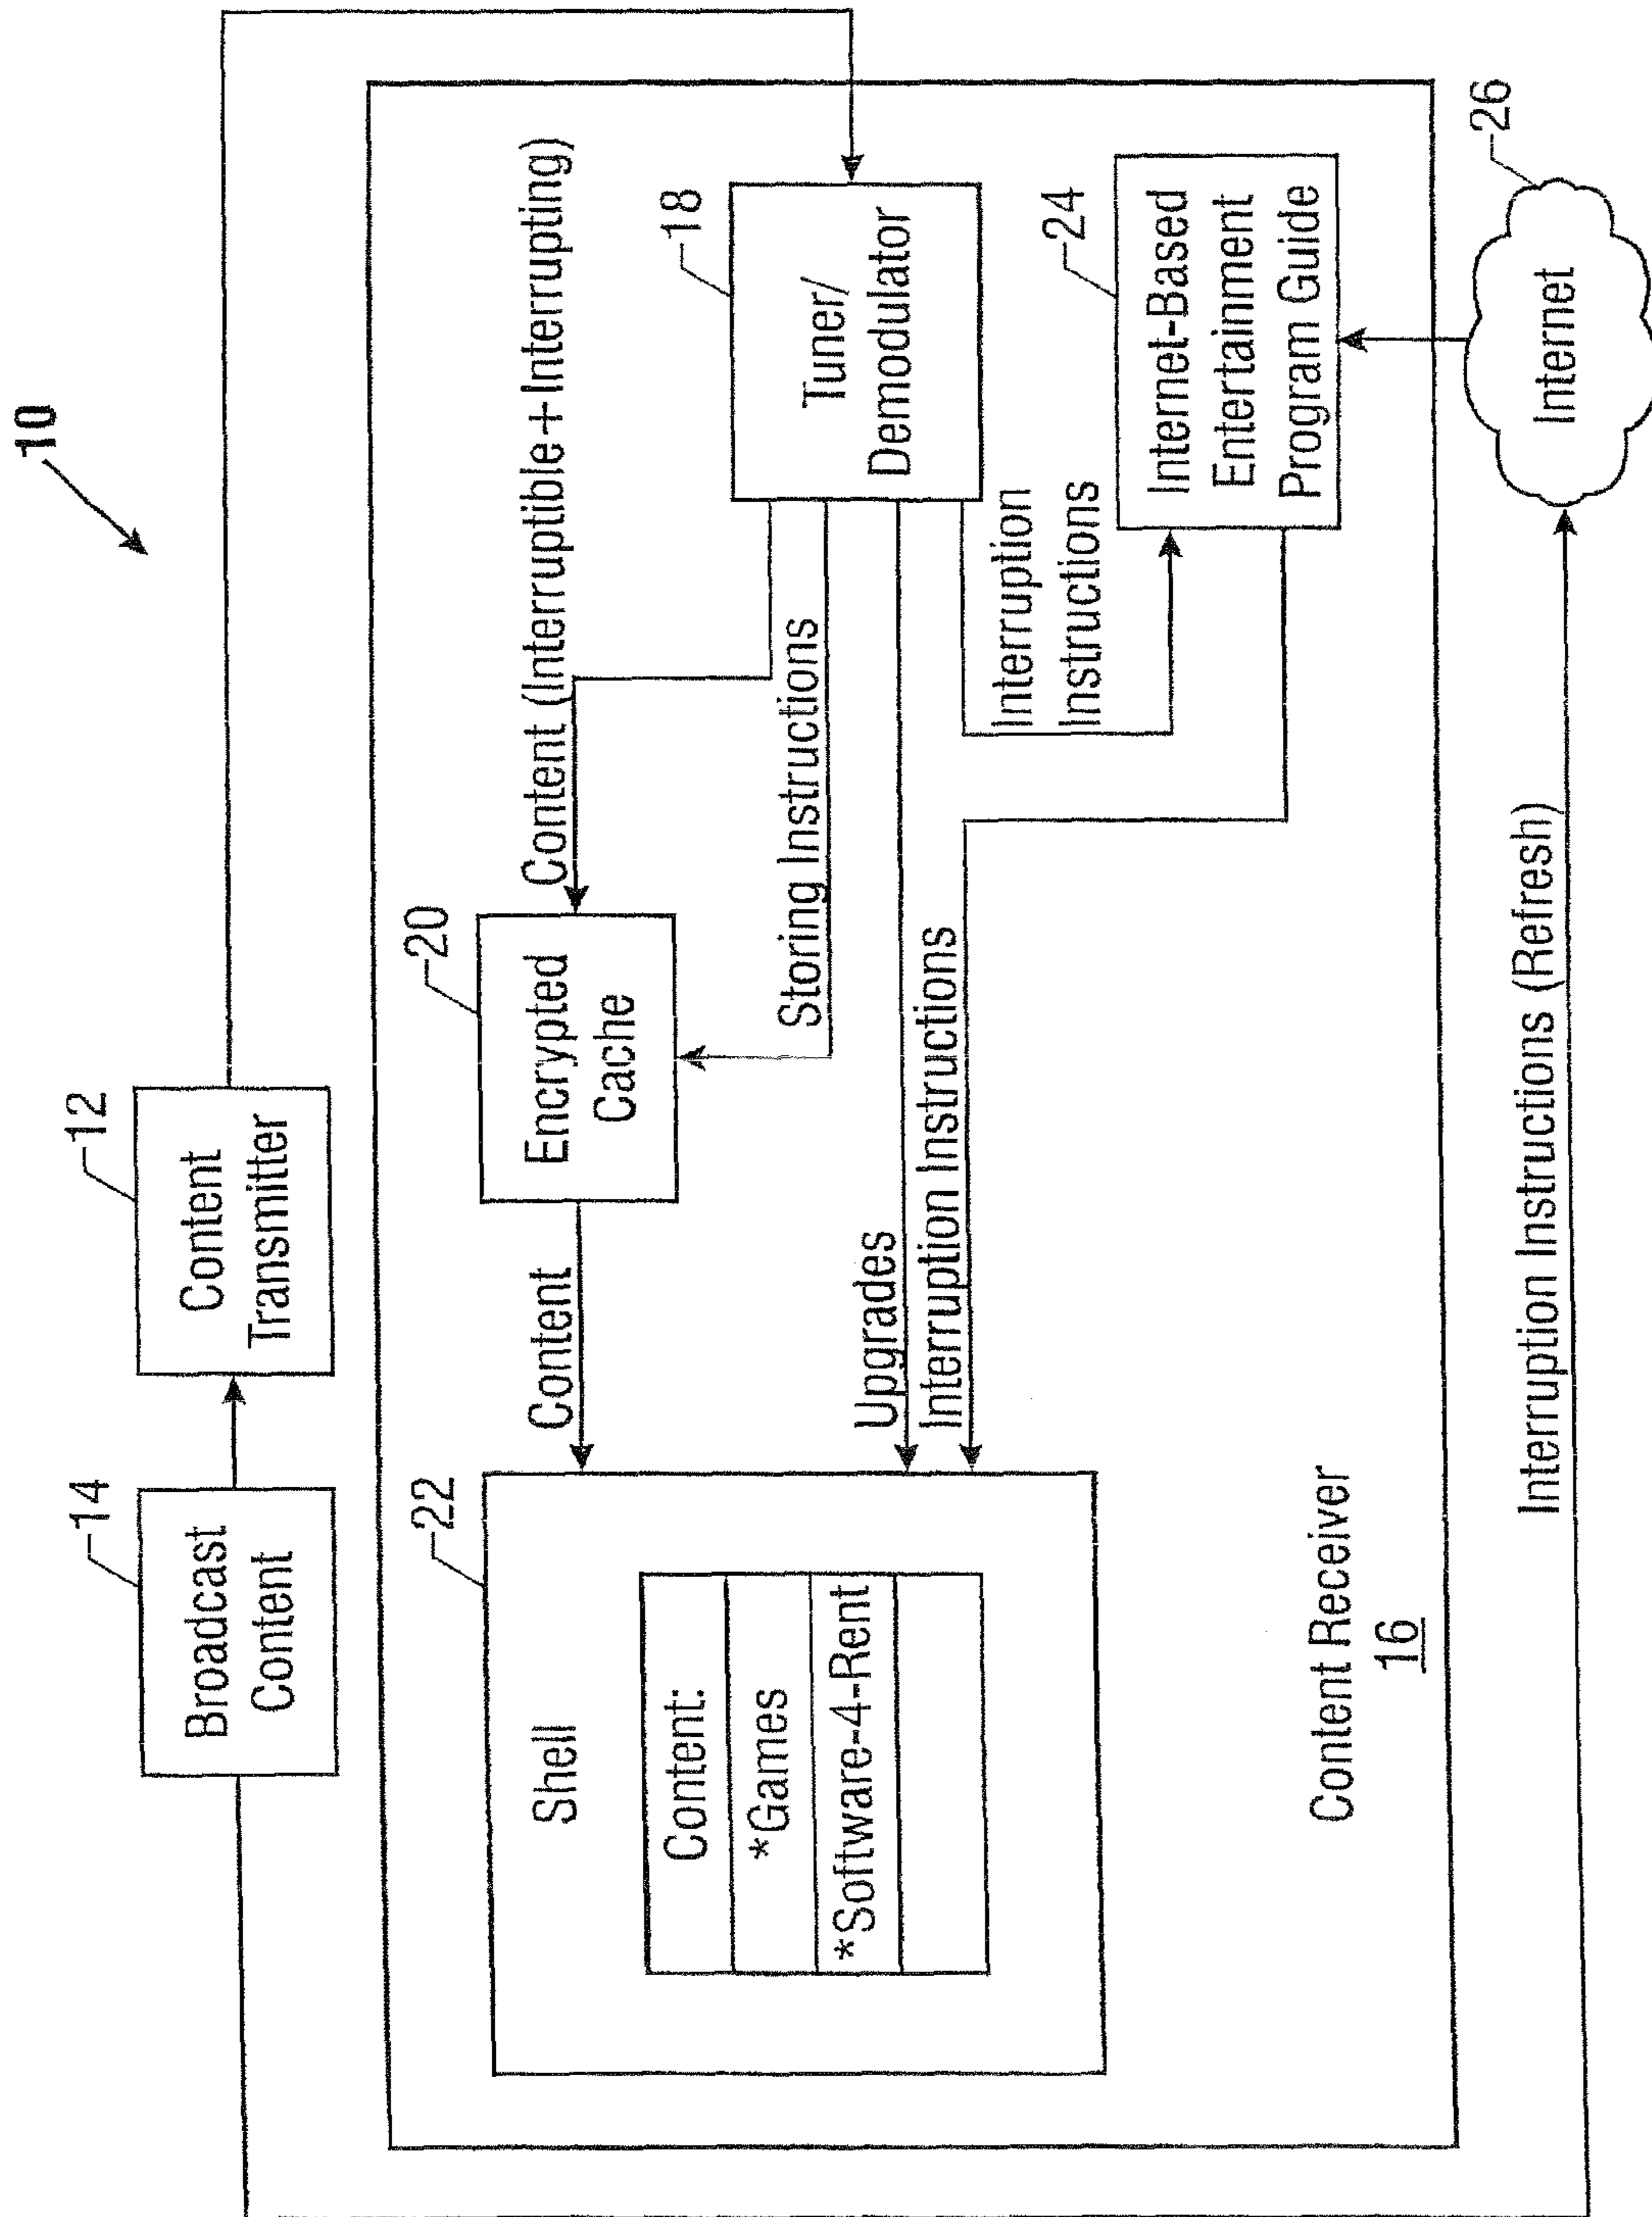 10
14
Broadcast
Content
12
Content
Transmitter
22
Shell
Content:
*Games
*Software-4-Rent
Content
20
Encrypted
Cache
Content (Interruptible+Interrupting)
Storing Instructions
Upgrades
Interruption Instructions
18
Tuner/
Demodulator
Interruption
Instructions
24
Internet-Based
Entertainment
Program Guide
Content Receiver
16
Interruption Instructions (Refresh)
26
Internet